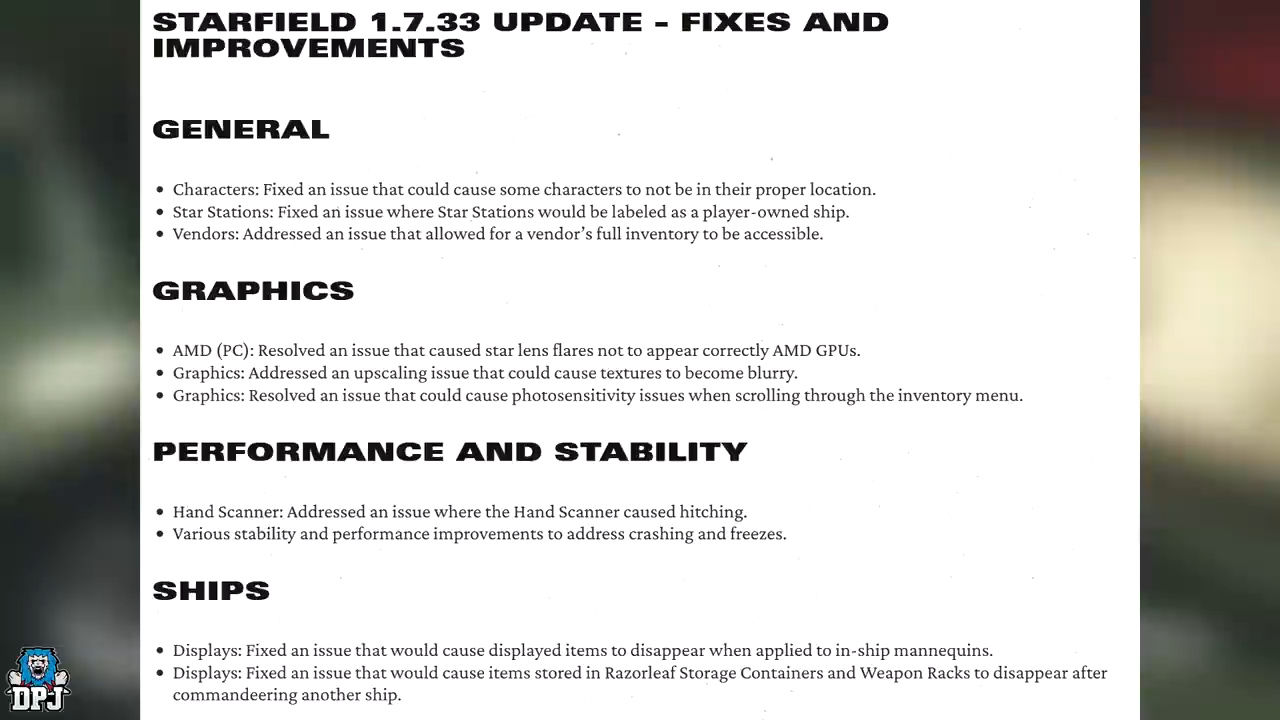 STARFIELD 1.7.33 UPDATE – FIXES AND
IMPROVEMENTS
GENERAL
• Characters: Fixed an issue that could cause some characters to not be in their proper location.
• Star Stations: Fixed an issue where Star Stations would be labeled as a player-owned ship.
• Vendors: Addressed an issue that allowed for a vendor’s full inventory to be accessible.
GRAPHICS
• AMD (PC): Resolved an issue that caused star lens flares not to appear correctly AMD GPUs.
• Graphics: Addressed an upscaling issue that could cause textures to become blurry.
• Graphics: Resolved an issue that could cause photosensitivity issues when scrolling through the inventory menu.
PERFORMANCE AND STABILITY
• Hand Scanner: Addressed an issue where the Hand Scanner caused hitching.
• Various stability and performance improvements to address crashing and freezes.
SHIPS
• Displays: Fixed an issue that would cause displayed items to disappear when applied to in-ship mannequins.
• Displays: Fixed an issue that would cause items stored in Razorleaf Storage Containers and Weapon Racks to disappear after
commandeering another ship.
DPJ